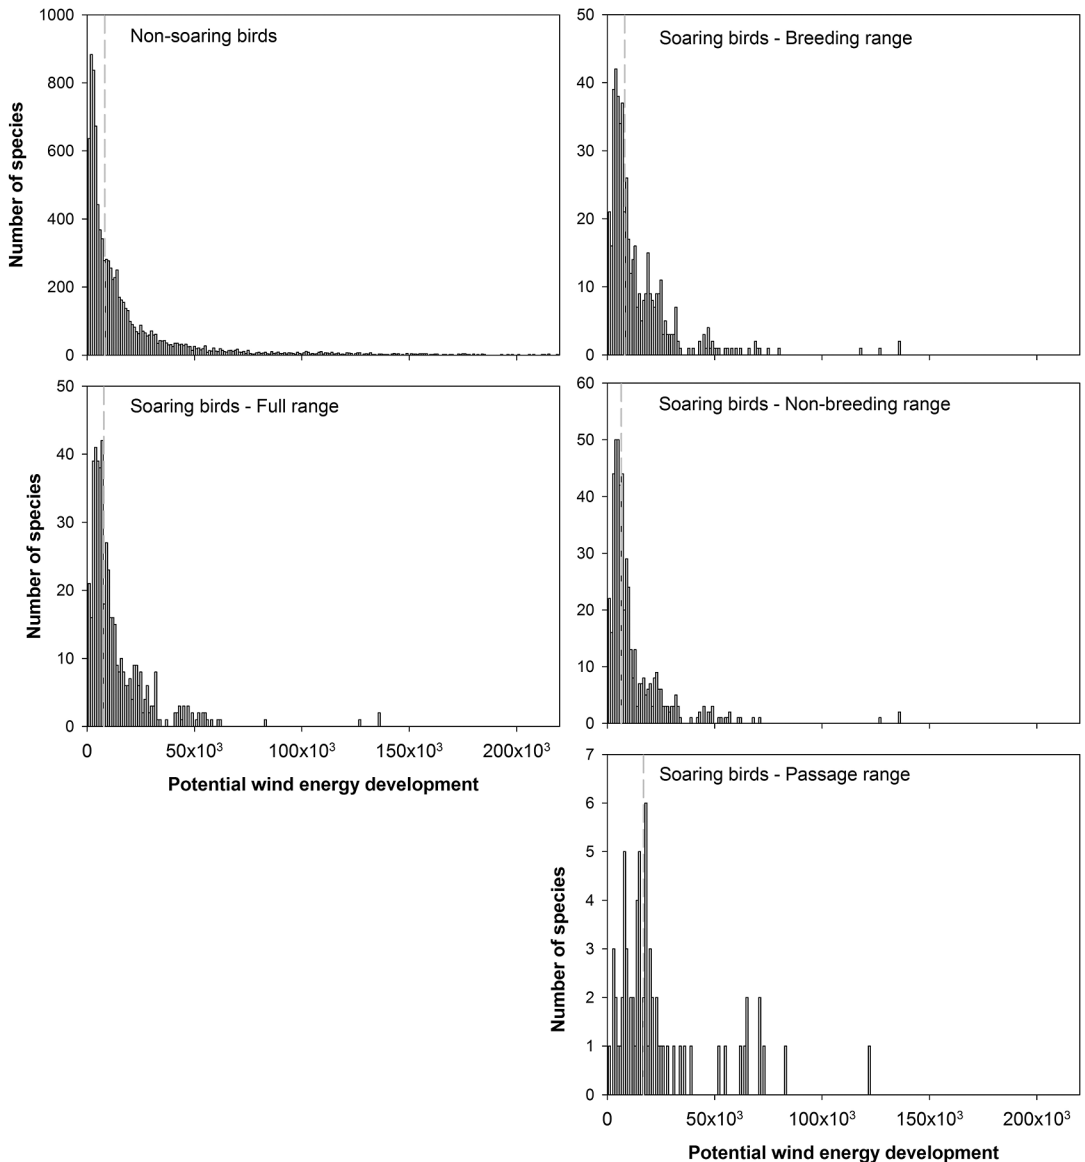 Non-soaring birds
1000
800
600
400
200
0
Number of species
Soaring birds - Breeding range
50
40
30
20
10
0
Soaring birds - Full range
50
40
30
20
10
0
Number of species
0 50x10³ 100x10³ 150x10³ 200x10³
Potential wind energy development
Soaring birds - Non-breeding range
60
50
40
30
20
10
0
Soaring birds - Passage range
7
6
5
4
3
2
1
0
Number of species
0 50x10³ 100x10³ 150x10³ 200x10³
Potential wind energy development